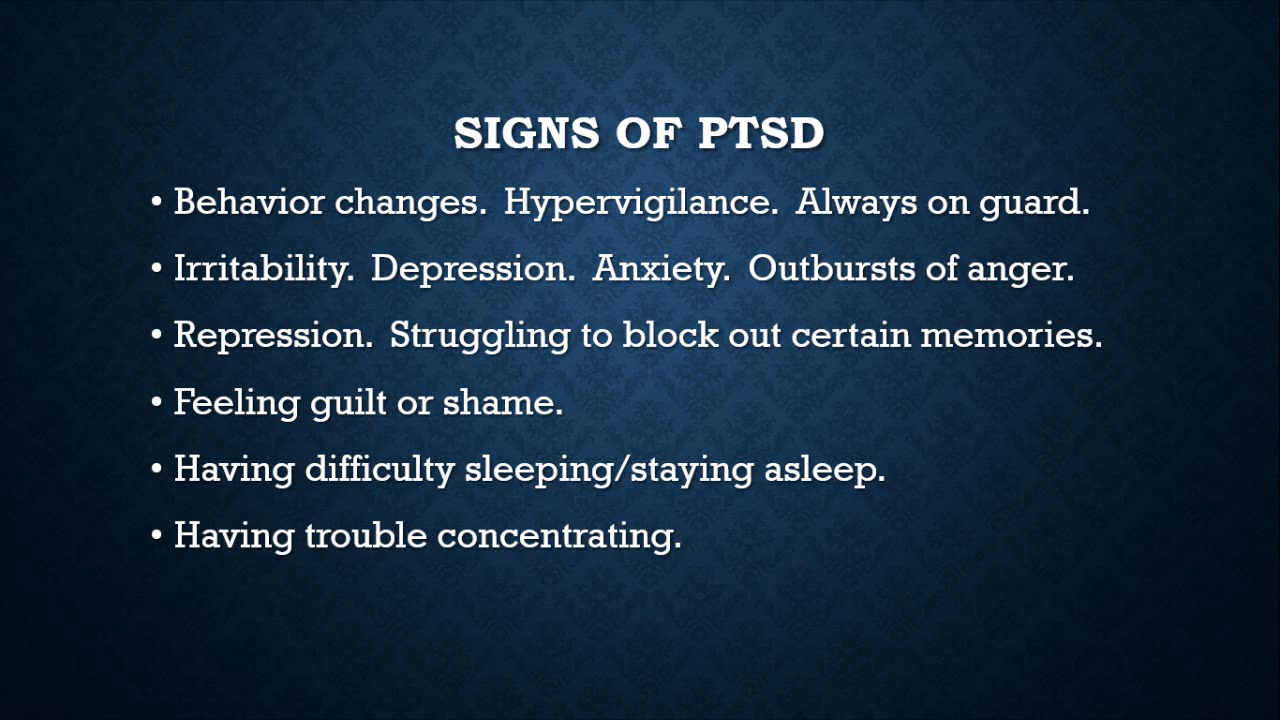 SIGNS OF PTSD
• Behavior changes.  Hypervigilance.  Always on guard.
• Irritability.  Depression.  Anxiety.  Outbursts of anger.
• Repression.  Struggling to block out certain memories.
• Feeling guilt or shame.
• Having difficulty sleeping/staying asleep.
• Having trouble concentrating.